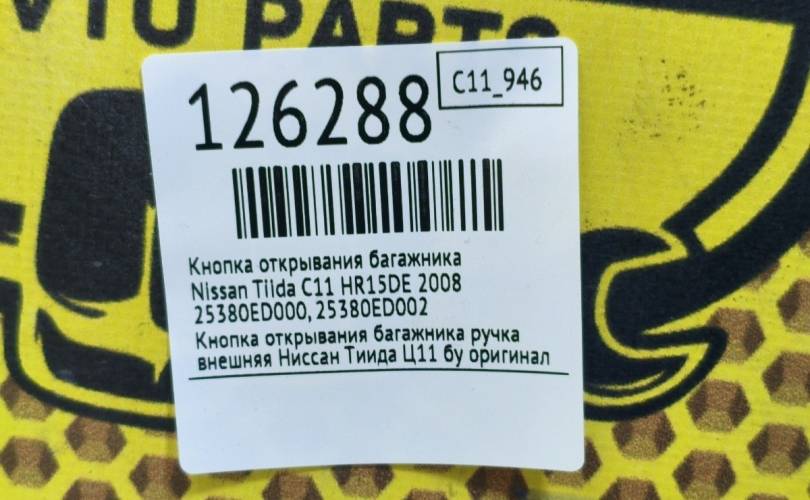 VTU PARTS
126288
C11_946
Кнопка открывания багажника
Nissan Tiida C11 HR15DE 2008
25380ED000, 25380ED002
Кнопка открывания багажника ручка
внешняя Ниссан Тиида Ц11 бу оригинал